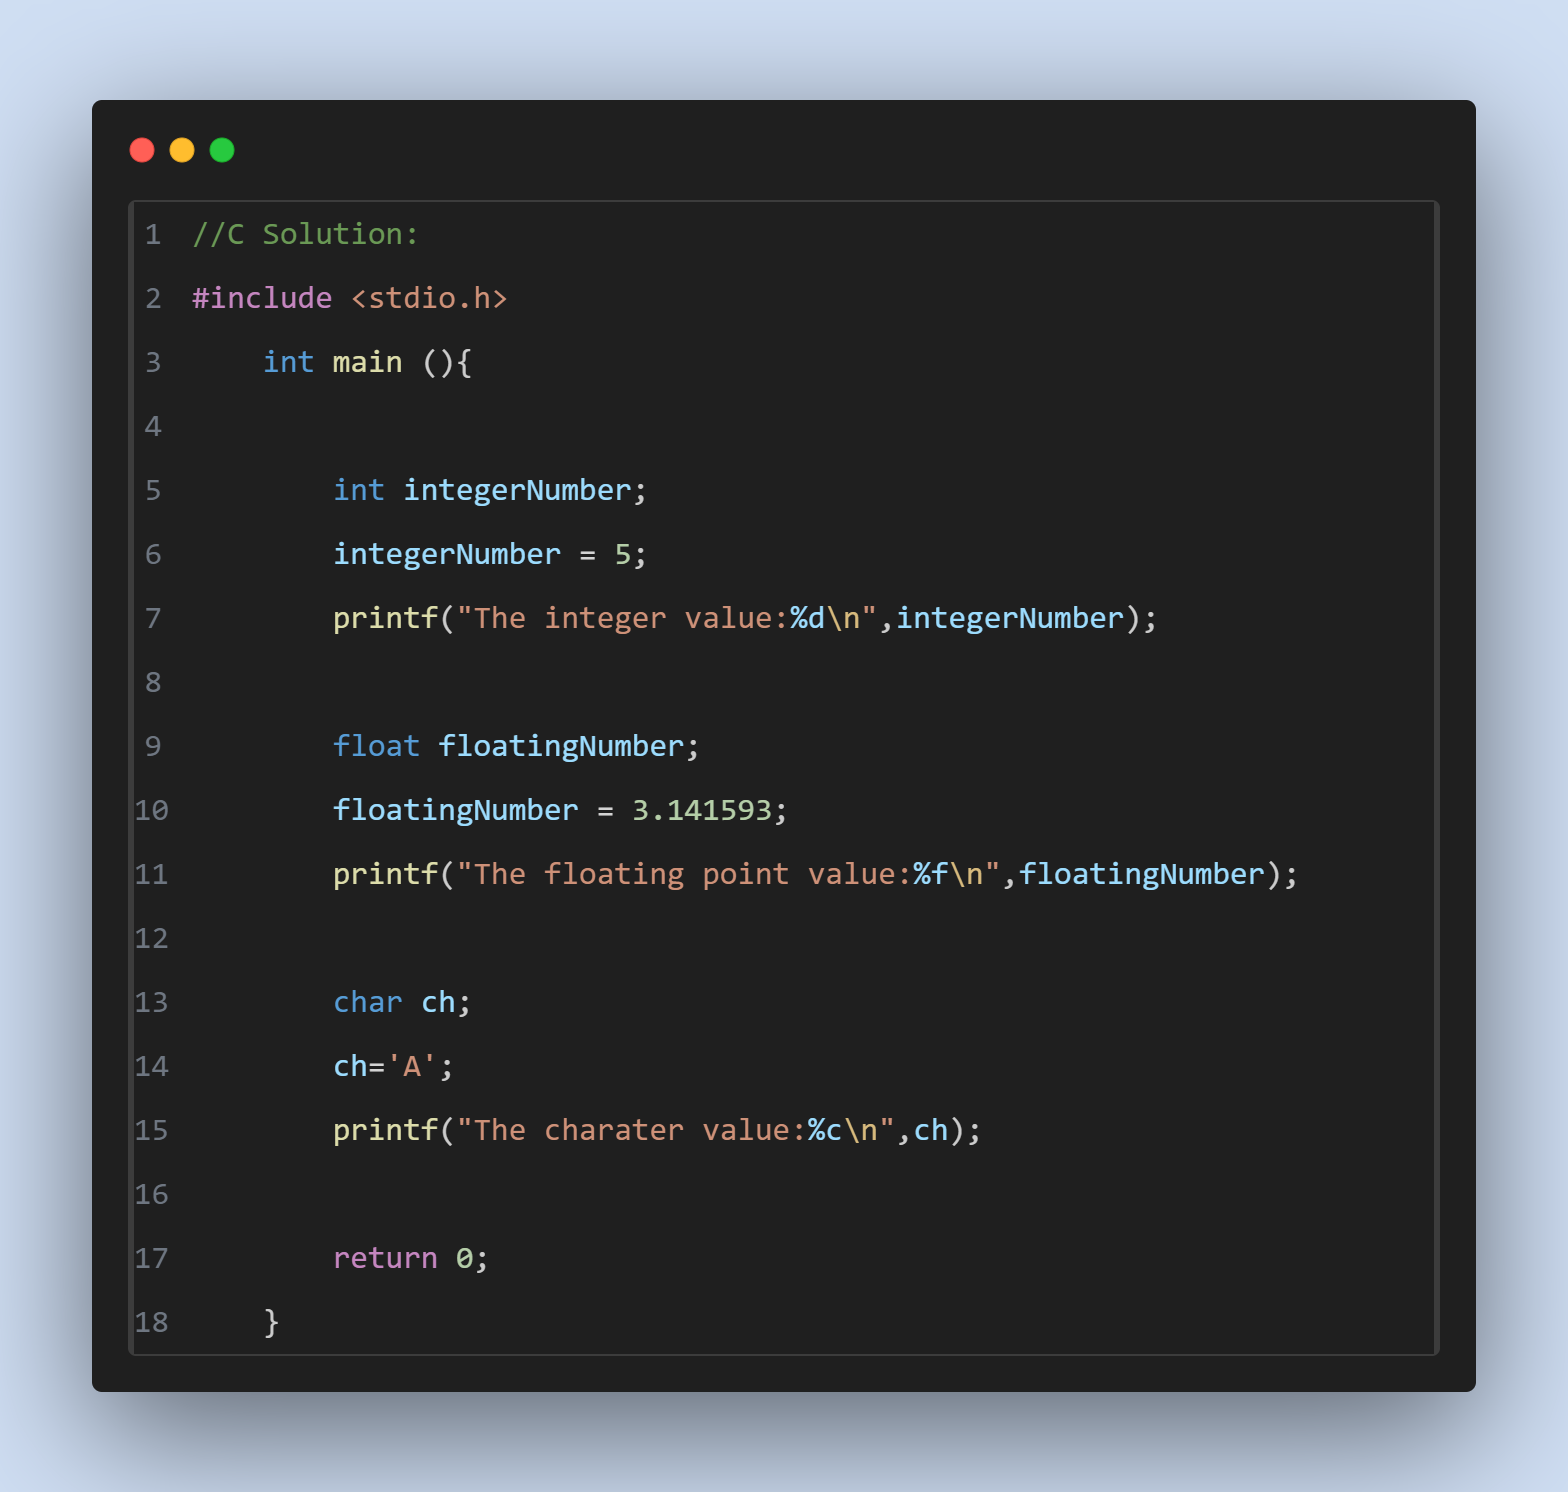 1 //C Solution:
2 #include <stdio.h>
3     int main (){
4
5         int integerNumber;
6         integerNumber = 5;
7         printf("The integer value:%d\n",integerNumber);
8
9         float floatingNumber;
10         floatingNumber = 3.141593;
11         printf("The floating point value:%f\n",floatingNumber);
12
13         char ch;
14         ch='A';
15         printf("The charater value:%c\n",ch);
16
17         return 0;
18     }